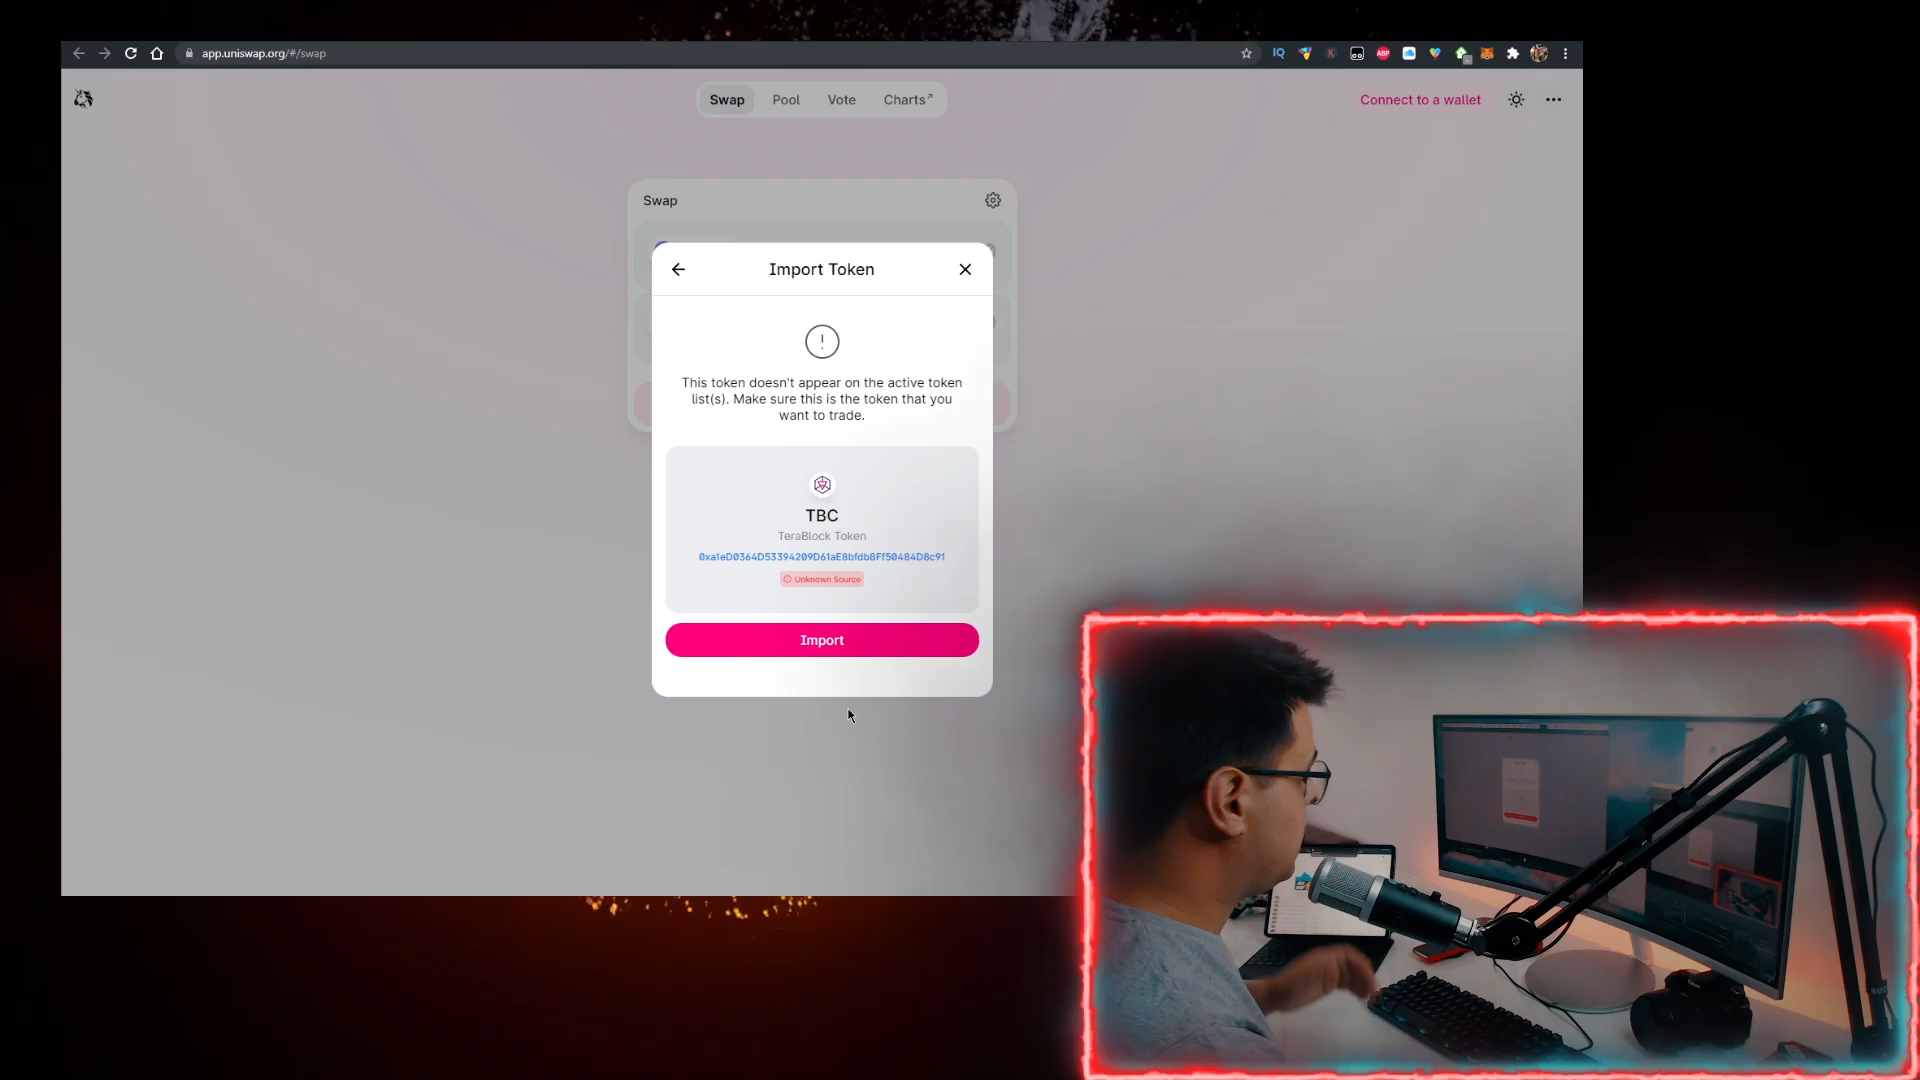 app.uniswap.org/#/swap
IQ
K
ABP
Swap
Pool
Vote
Charts↗
Connect to a wallet
Swap
Import Token
This token doesn't appear on the active token
list(s). Make sure this is the token that you
want to trade.
TBC
TeraBlock Token
0xa1eD0364D53394209D61aE8bfdb8Ff50484D8c91
Unknown Source
Import